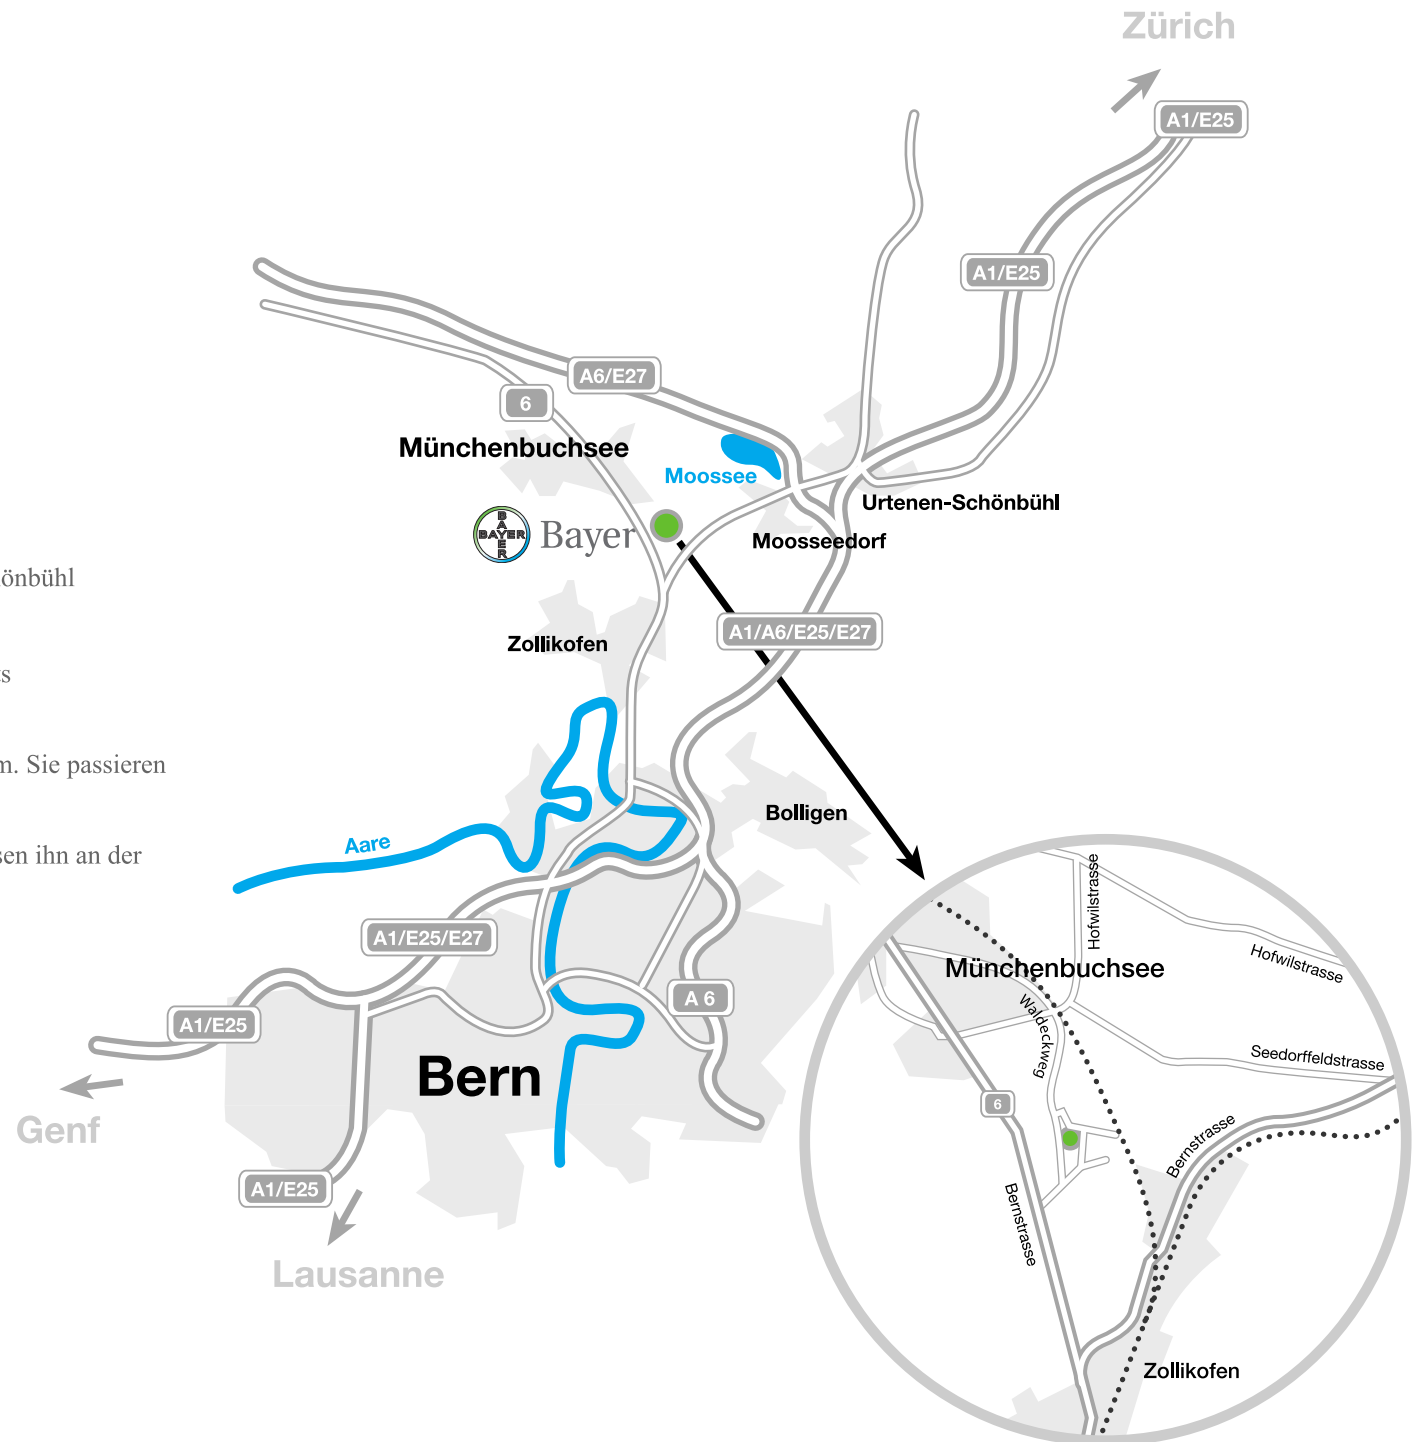 Zürich
A1/E25
A1/E25
A6/E27
6
Münchenbuchsee
Moossee
Urtenen-Schönbühl
BAYER
BAYER
Bayer
Moosseedorf
önbühl
A1/A6/E25/E27
Zollikofen
ts
m. Sie passieren
Bolligen
Aare
sen ihn an der
Hofwilstrasse
A1/E25/E27
Hofwilstrasse
Münchenbuchsee
A 6
Waldeckweg
A1/E25
Seedorffeldstrasse
Bern
6
Genf
Bernstrasse
A1/E25
Bernstrasse
Lausanne
Zollikofen